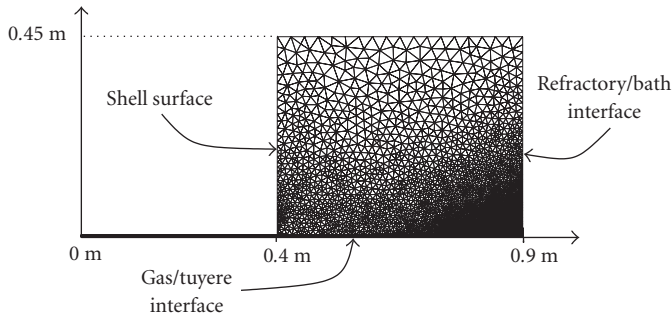 0.45 m
Shell surface
Refractory/bath
interface
0 m
0.4 m
0.9 m
Gas/tuyere
interface